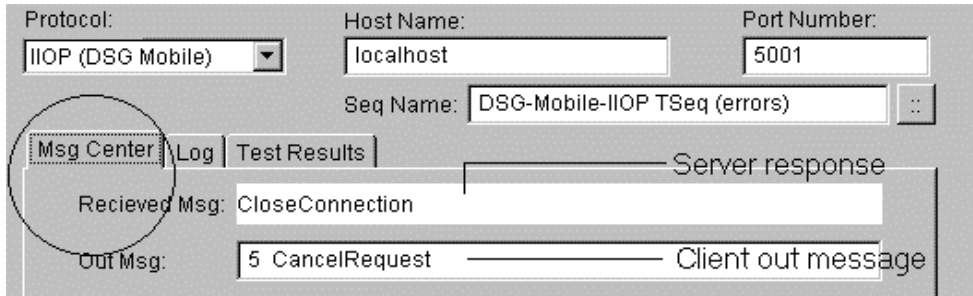 Protocol: Host Name: Port Number:
IIOP (DSG Mobile) localhost 5001
Seq Name: DSG-Mobile-IIOP TSeq (errors) ::
Msg Center Log Test Results
Server response
Recieved Msg: CloseConnection
Out Msg: 5 CancelRequest Client out message